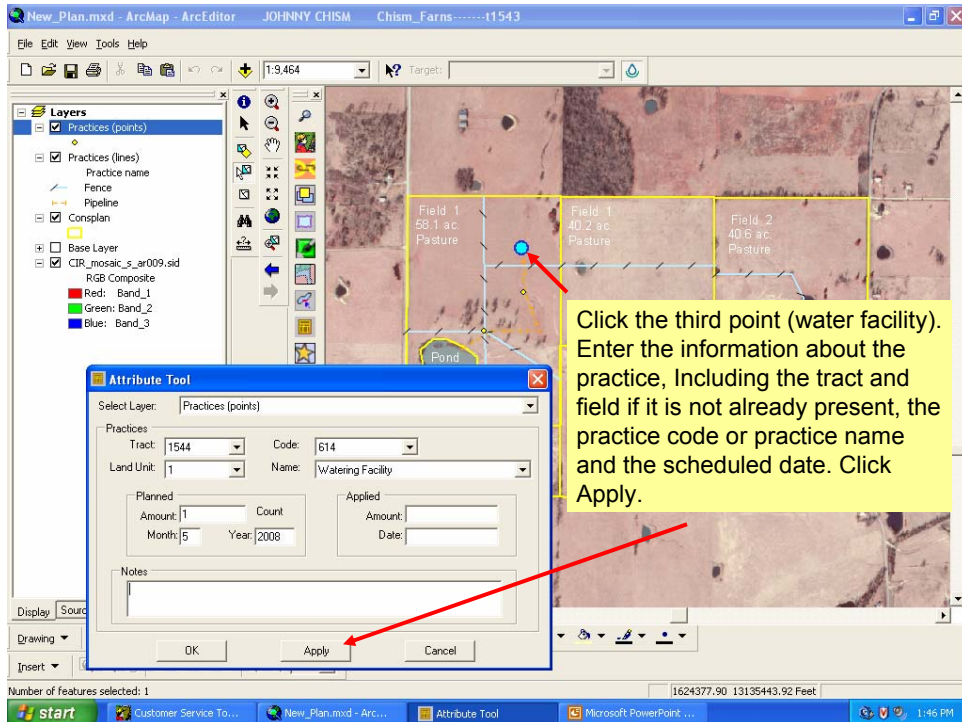 New_Plan.mxd - ArcMap - ArcEditor JOHNNY CHISM Chism_Farns-------t1543
File Edit View Tools Help
1:9,464 Target:
Layers
Practices (points)
Practices (lines)
Practice name
Fence
Pipeline
Consplan
Base Layer
CIR_mosaic_s_ar009.sid
RGB Composite
Red: Band_1
Green: Band_2
Blue: Band_3
Field 1
58.1 ac.
Pasture
Field 1
40.2 ac.
Pasture
Field 2
40.6 ac.
Pasture
Pond
Click the third point (water facility).
Enter the information about the
practice, Including the tract and
field if it is not already present, the
practice code or practice name
and the scheduled date. Click
Apply.
Attribute Tool
Select Layer: Practices (points)
Practices
Tract: 1544 Code: 614
Land Unit: 1 Name: Watering Facility
Planned Applied
Amount: 1 Count Amount:
Month: 5 Year: 2008 Date:
Notes
OK Apply Cancel
Display Sourc
Drawing
Insert
Number of features selected: 1 1624377.90 13135443.92 Feet
start Customer Service To... New_Plan.mxd - Arc... Attribute Tool Microsoft PowerPoint ... 1:46 PM